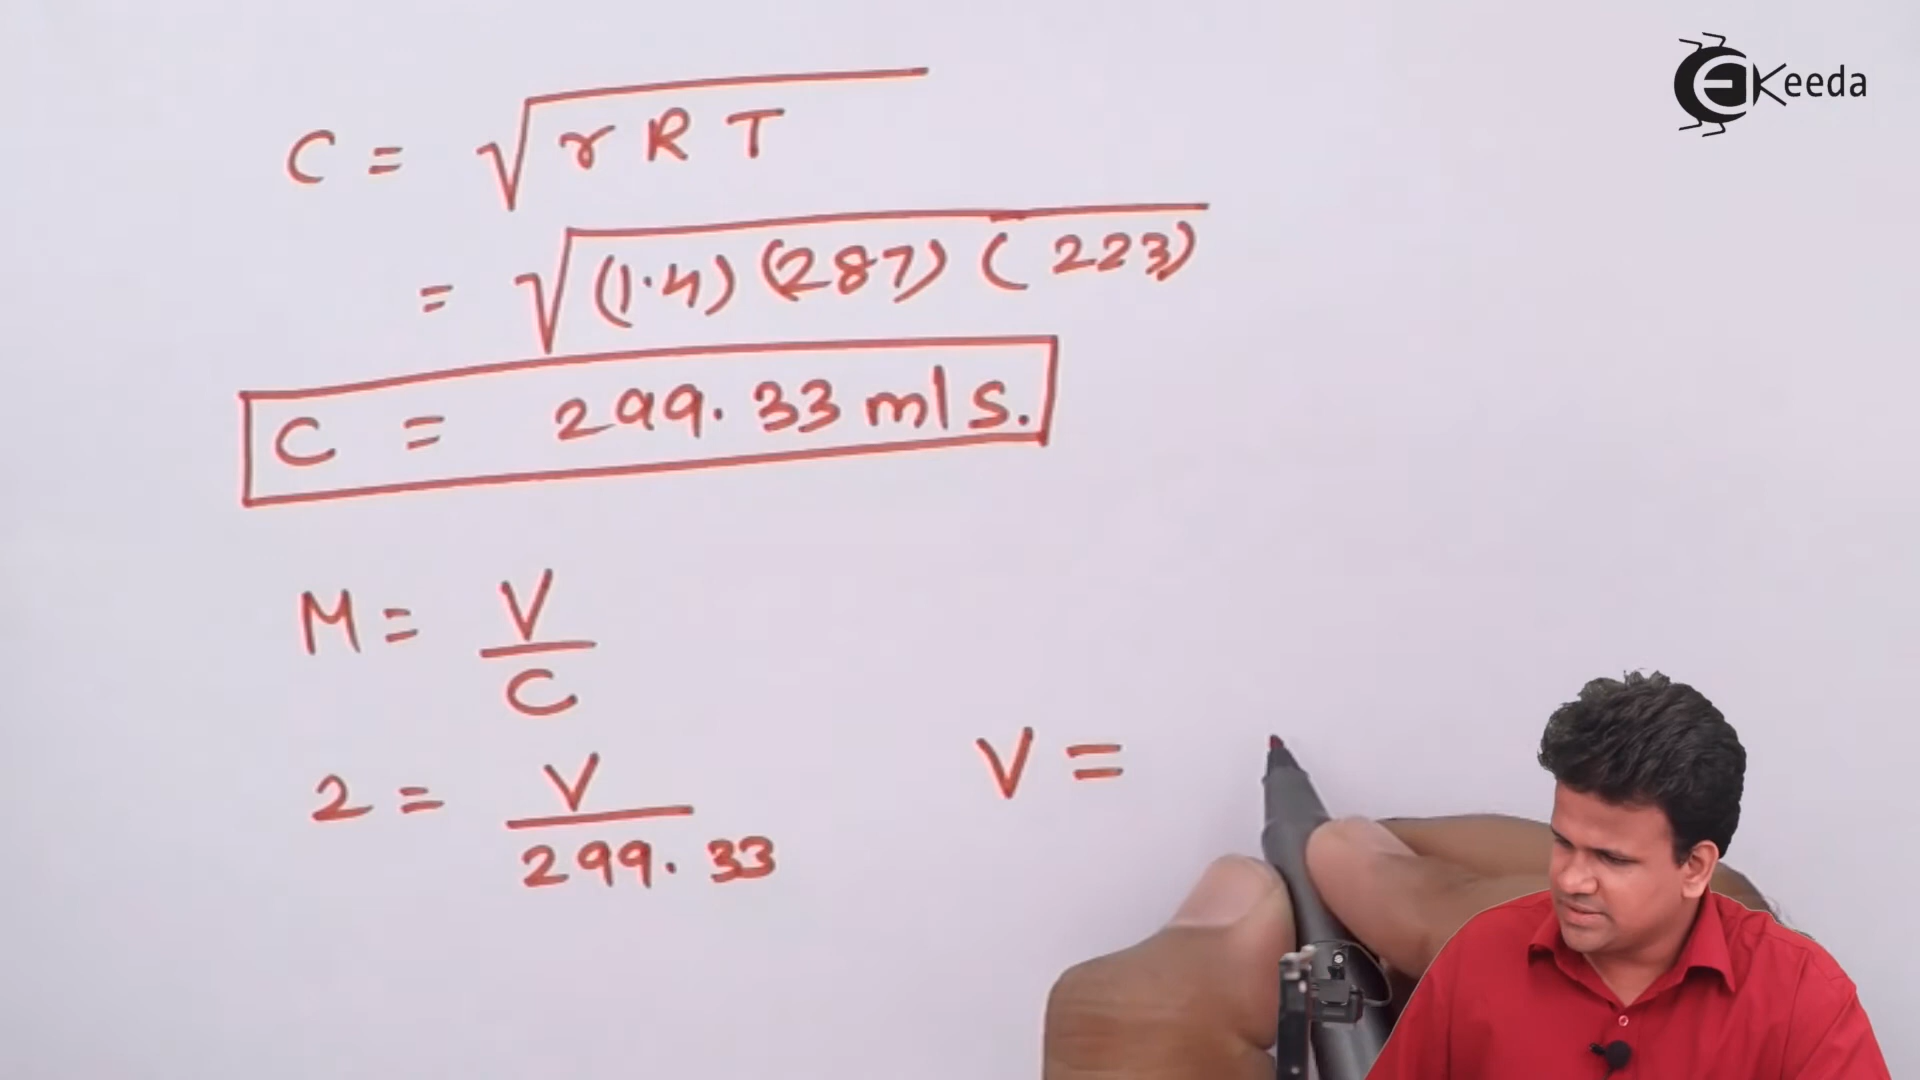 EKeeda
C = √γRT
= √(1.4)(287)(223)
C = 299.33 m/s.
M = V/C
2 = V/299.33
V =